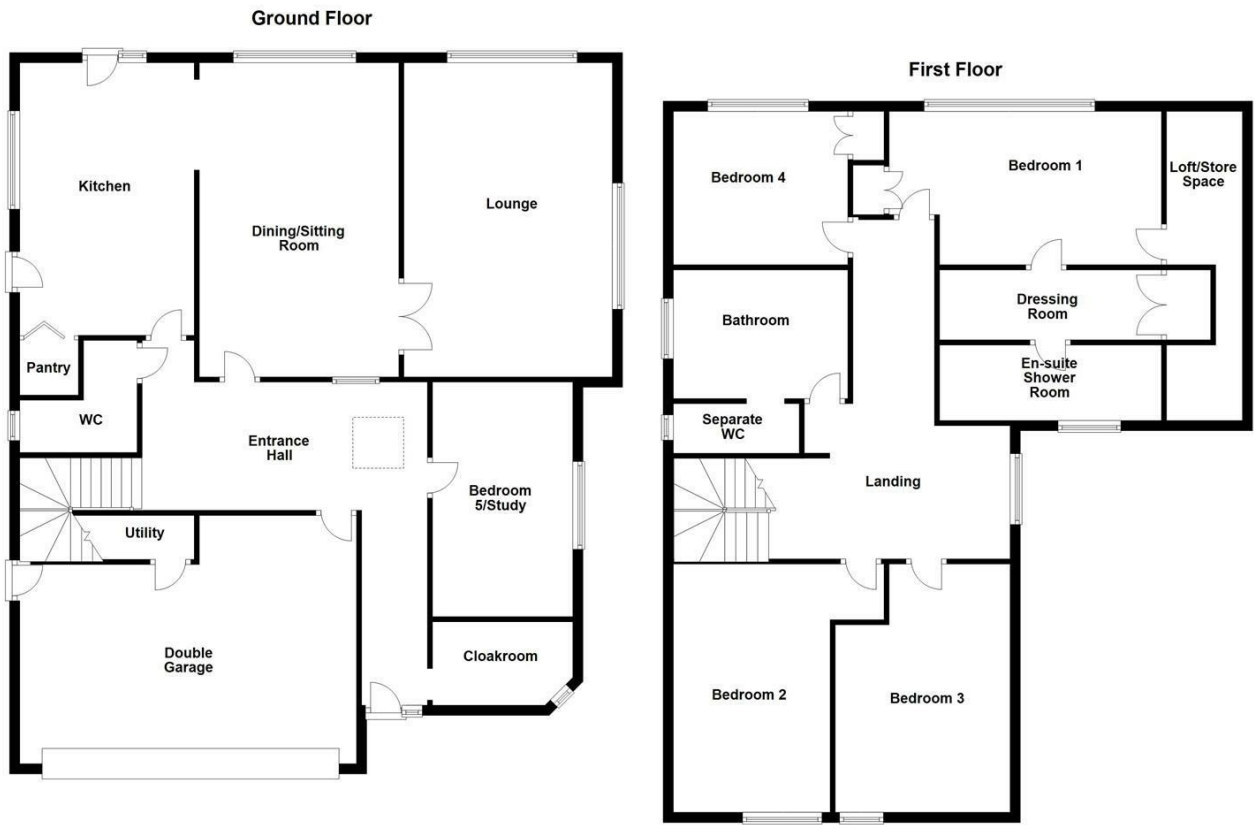 Ground Floor
Kitchen
Dining/Sitting
Room
Lounge
Pantry
WC
Entrance
Hall
Bedroom
5/Study
Utility
Double
Garage
Cloakroom
First Floor
Bedroom 4
Bedroom 1
Loft/Store
Space
Bathroom
Dressing
Room
En-suite
Shower
Room
Separate
WC
Landing
Bedroom 2
Bedroom 3